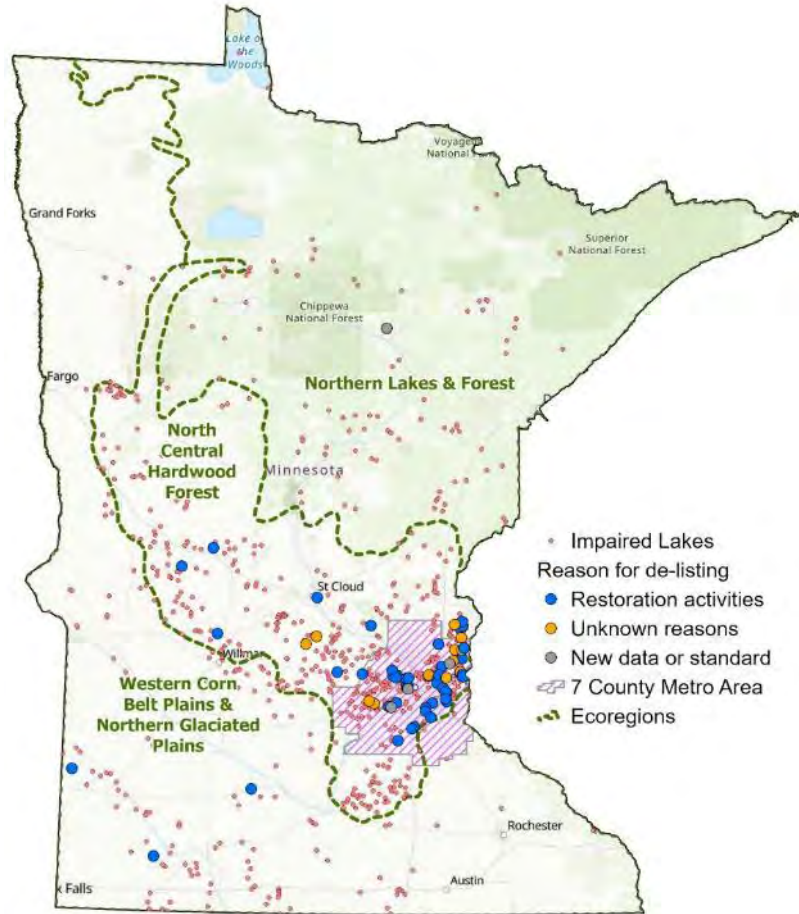 Lake o
the
Woods
Voyage
National
Grand Forks
Superior
National Forest
Chippewa
National Forest
Fargo
Northern Lakes & Forest
North
Central
Hardwood
Forest
Minnesota
Impaired Lakes
Reason for de-listing
St Cloud
Restoration activities
Unknown reasons
Willmar
New data or standard
7 County Metro Area
Western Corn
Belt Plains &
Northern Glaciated
Plains
Ecoregions
Rochester
Austin
x Falls